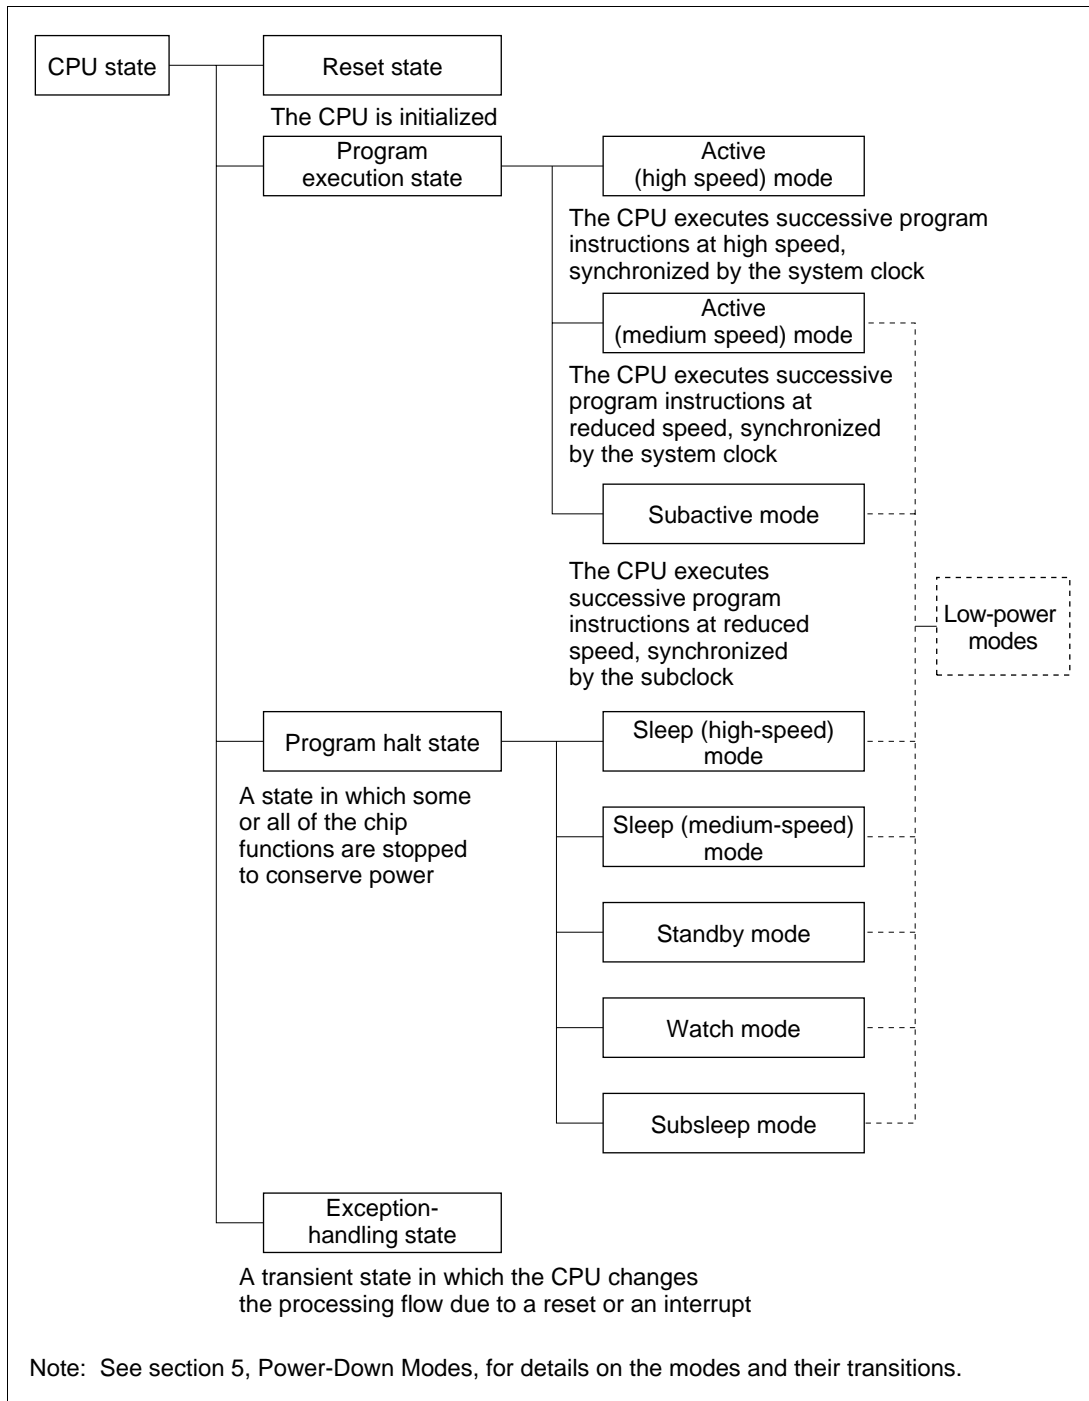 CPU state
Reset state
The CPU is initialized
Program
execution state
Active
(high speed) mode
The CPU executes successive program
instructions at high speed,
synchronized by the system clock
Active
(medium speed) mode
The CPU executes successive
program instructions at
reduced speed, synchronized
by the system clock
Subactive mode
The CPU executes
successive program
instructions at reduced
speed, synchronized
by the subclock
Low-power
modes
Program halt state
A state in which some
or all of the chip
functions are stopped
to conserve power
Sleep (high-speed)
mode
Sleep (medium-speed)
mode
Standby mode
Watch mode
Subsleep mode
Exception-
handling state
A transient state in which the CPU changes
the processing flow due to a reset or an interrupt
Note: See section 5, Power-Down Modes, for details on the modes and their transitions.